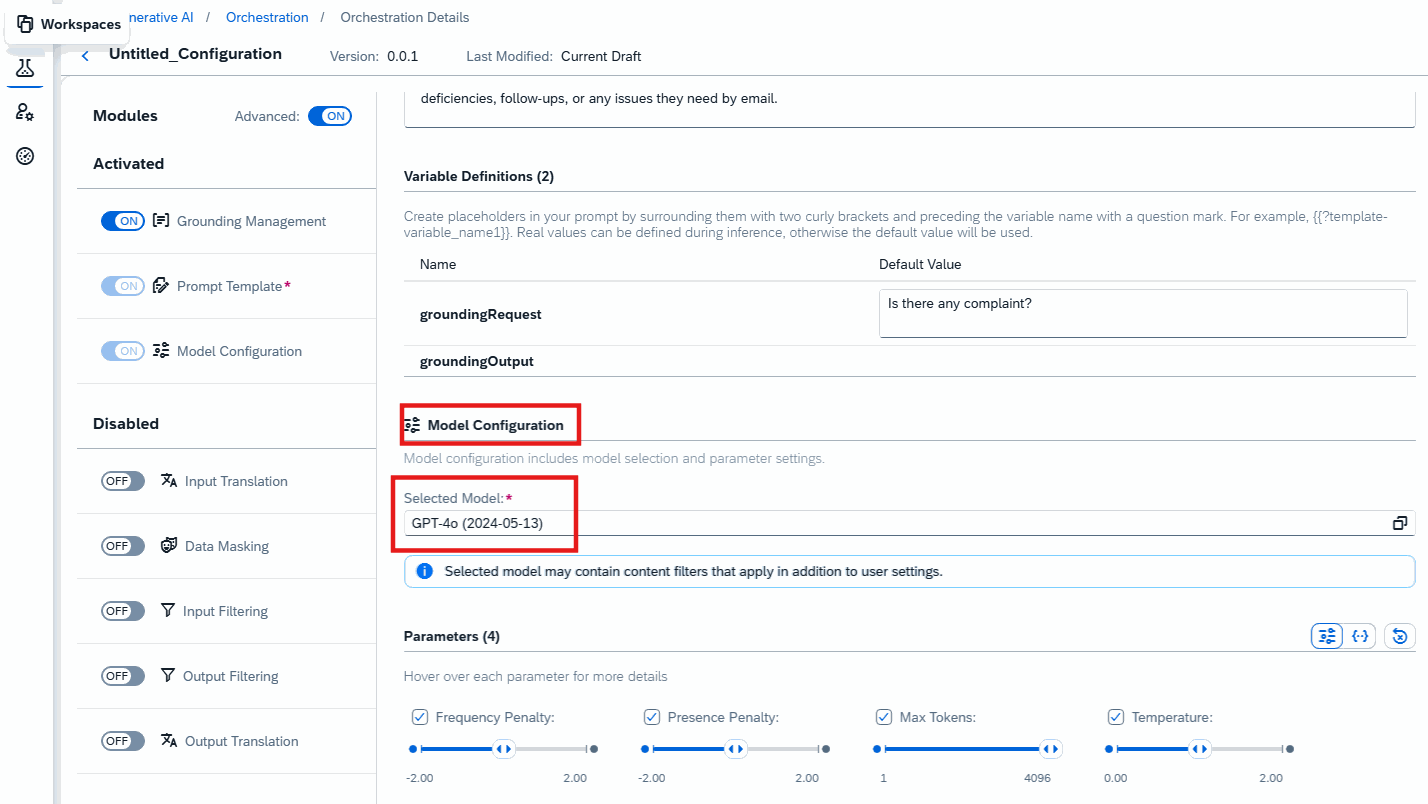 Workspaces
nerative AI / Orchestration / Orchestration Details
Untitled_Configuration Version: 0.0.1 Last Modified: Current Draft
Modules Advanced: ON
Activated
ON Grounding Management
ON Prompt Template*
ON Model Configuration
Disabled
OFF Input Translation
OFF Data Masking
OFF Input Filtering
OFF Output Filtering
OFF Output Translation
deficiencies, follow-ups, or any issues they need by email.
Variable Definitions (2)
Create placeholders in your prompt by surrounding them with two curly brackets and preceding the variable name with a question mark. For example, {{?template-
variable_name1}}. Real values can be defined during inference, otherwise the default value will be used.
Name Default Value
groundingRequest Is there any complaint?
groundingOutput
Model Configuration
Model configuration includes model selection and parameter settings.
Selected Model:*
GPT-4o (2024-05-13)
Selected model may contain content filters that apply in addition to user settings.
Parameters (4)
Hover over each parameter for more details
Frequency Penalty: Presence Penalty: Max Tokens: Temperature:
-2.00 2.00 -2.00 2.00 1 4096 0.00 2.00